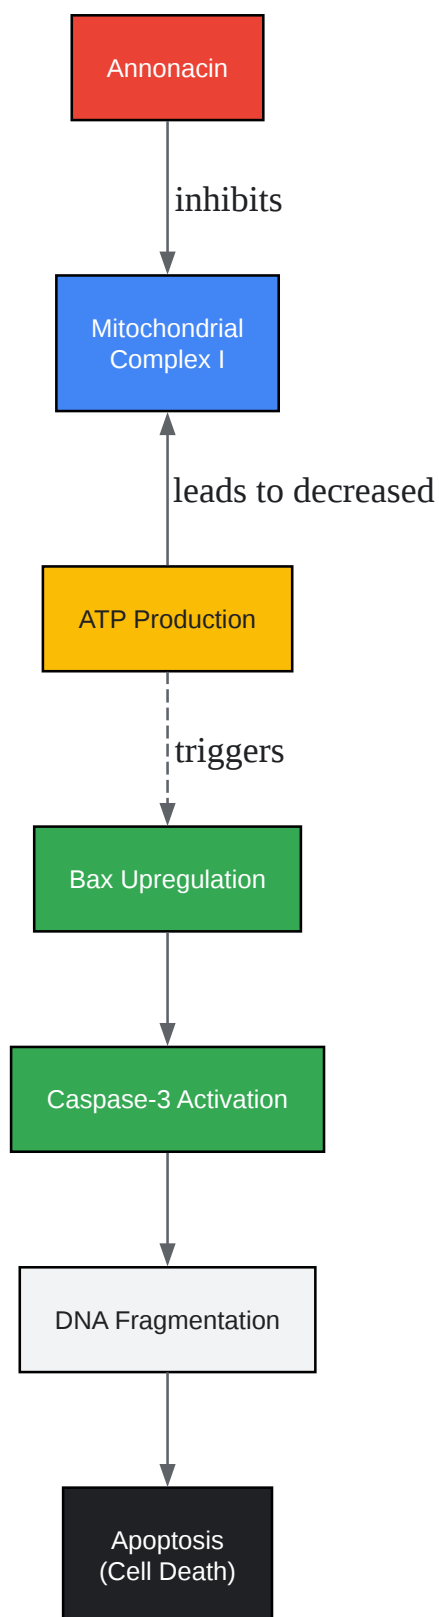 Annonacin
inhibits
Mitochondrial
Complex I
leads to decreased
ATP Production
triggers
Bax Upregulation
Caspase-3 Activation
DNA Fragmentation
Apoptosis
(Cell Death)